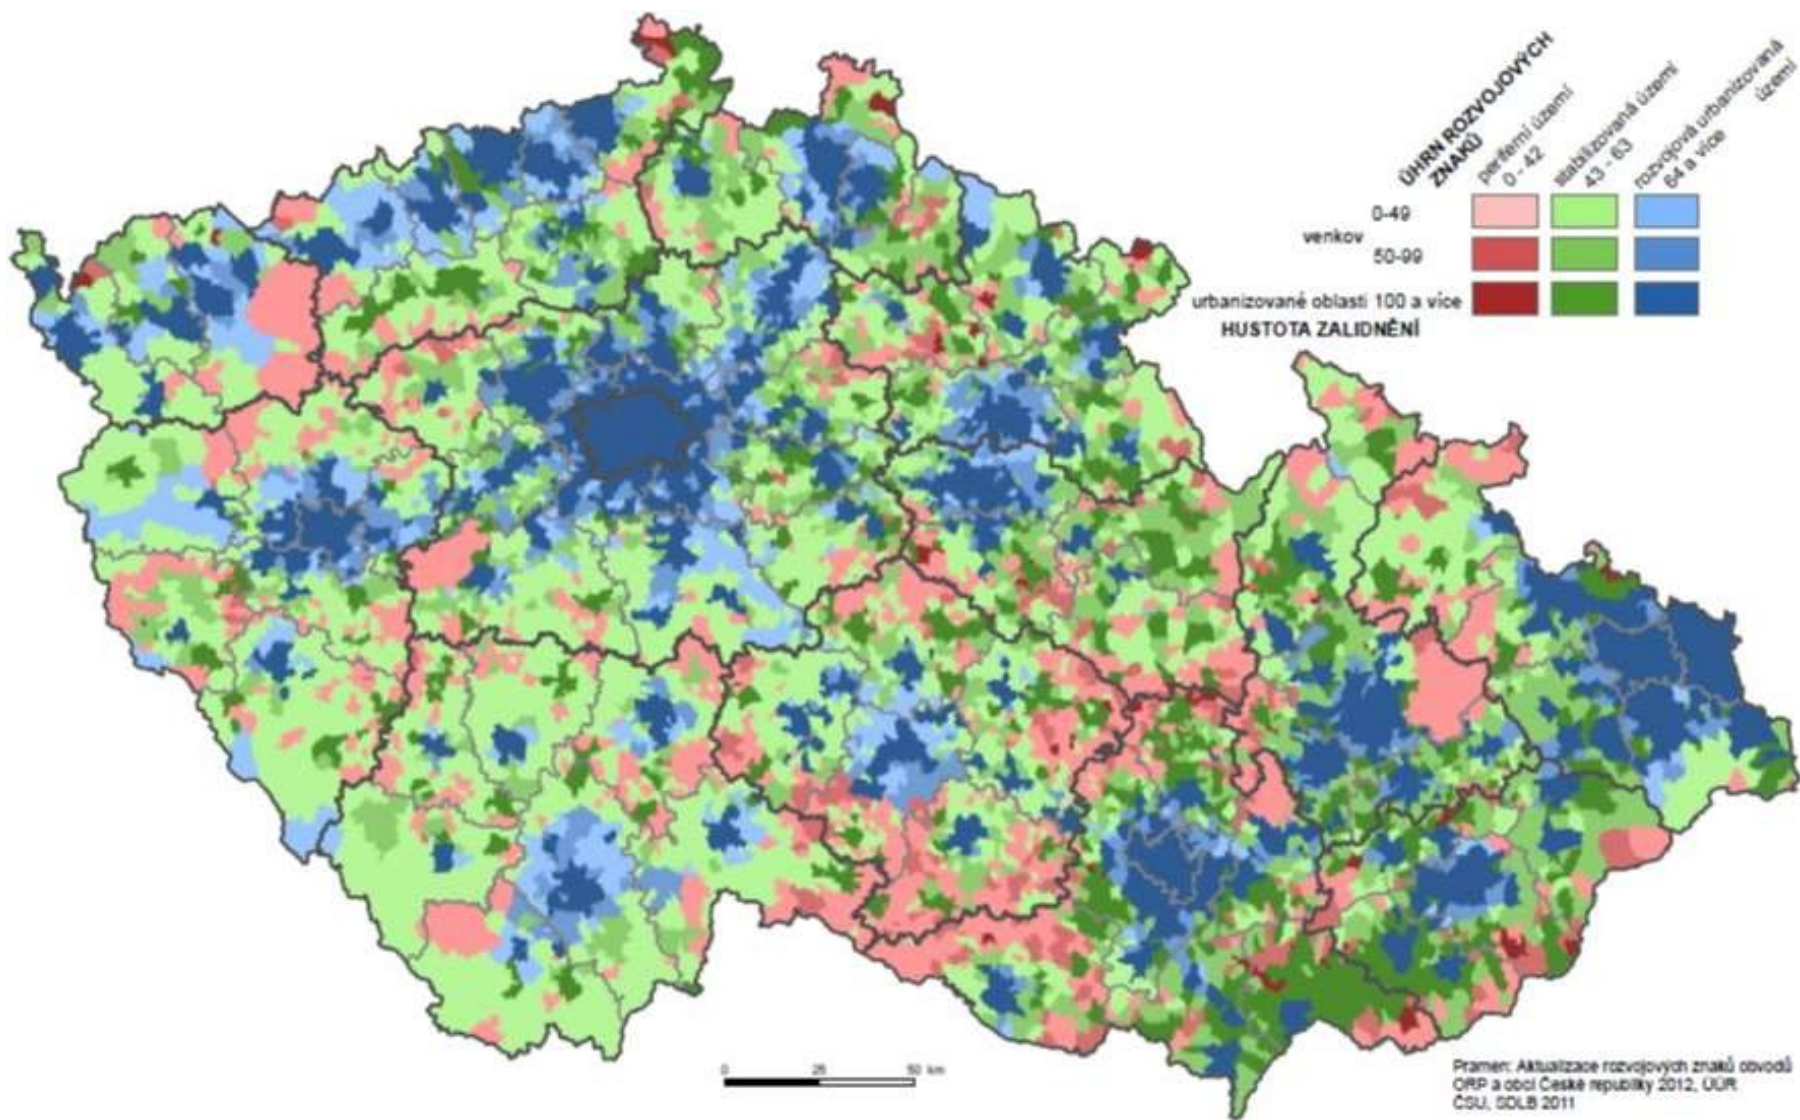 ÚHRN ROZVOJOVÝCH
ZNAKŮ
periferní území
0 - 42
stabilizovaná území
43 - 63
rozvojová urbanizovaná
území
64 a více
0-49
venkov
50-99
urbanizované oblasti 100 a více
HUSTOTA ZALIDNĚNÍ
0 25 50 km
Pramen: Aktualizace rozvojových znaků obvodů
ORP a obcí České republiky 2012, ÚÚR
ČSÚ, SDLB 2011